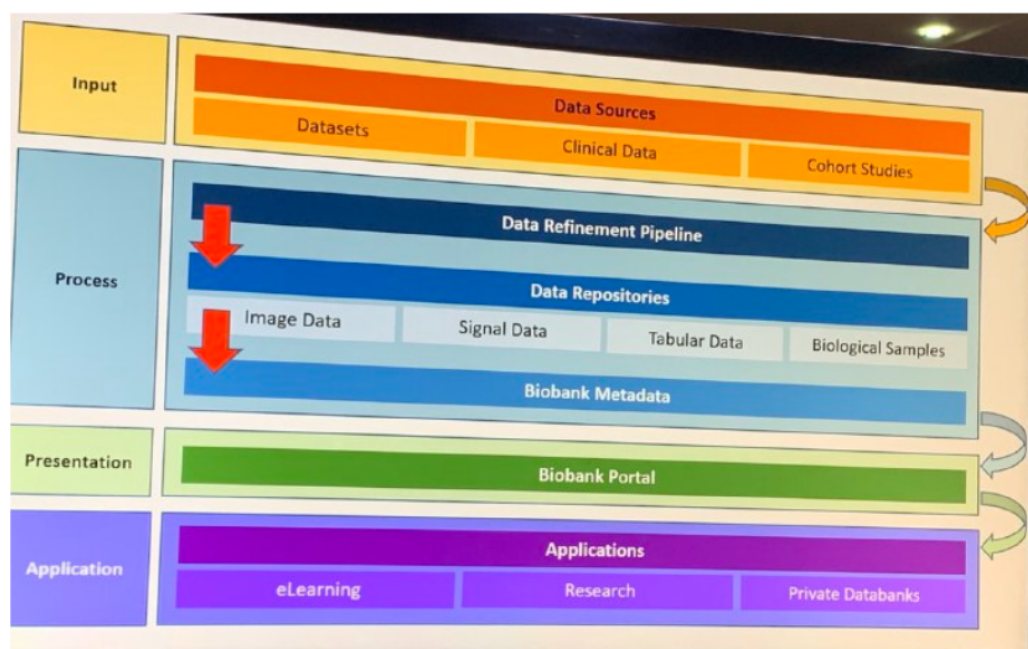 Input
Data Sources
Datasets
Clinical Data
Cohort Studies
Process
Data Refinement Pipeline
Data Repositories
Image Data
Signal Data
Tabular Data
Biological Samples
Biobank Metadata
Presentation
Biobank Portal
Application
Applications
eLearning
Research
Private Databanks